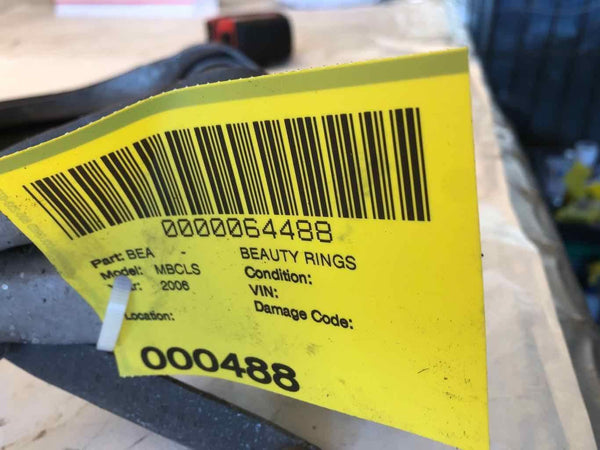 0000064488
Part: BEA - BEAUTY RINGS
Model: MBCLS Condition:
2006 VIN:
Location: Damage Code:
000488